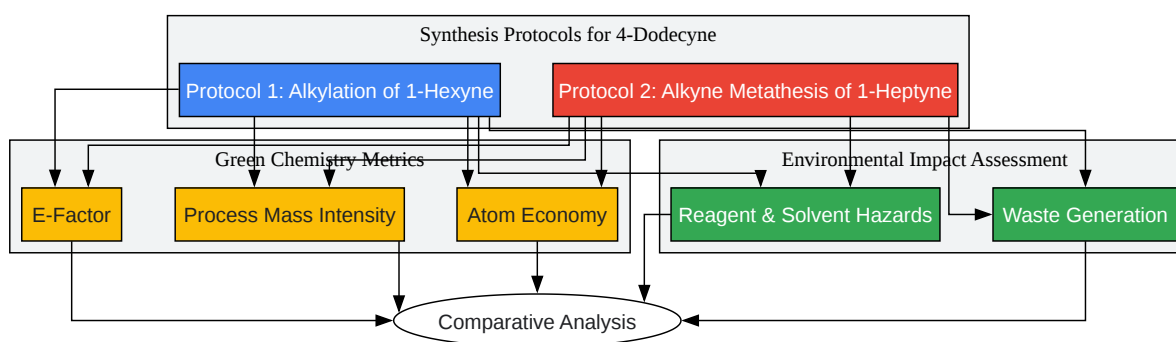 Synthesis Protocols for 4-Dodecyne
Protocol 1: Alkylation of 1-Hexyne
Protocol 2: Alkyne Metathesis of 1-Heptyne
Green Chemistry Metrics
Environmental Impact Assessment
E-Factor
Process Mass Intensity
Atom Economy
Reagent & Solvent Hazards
Waste Generation
Comparative Analysis